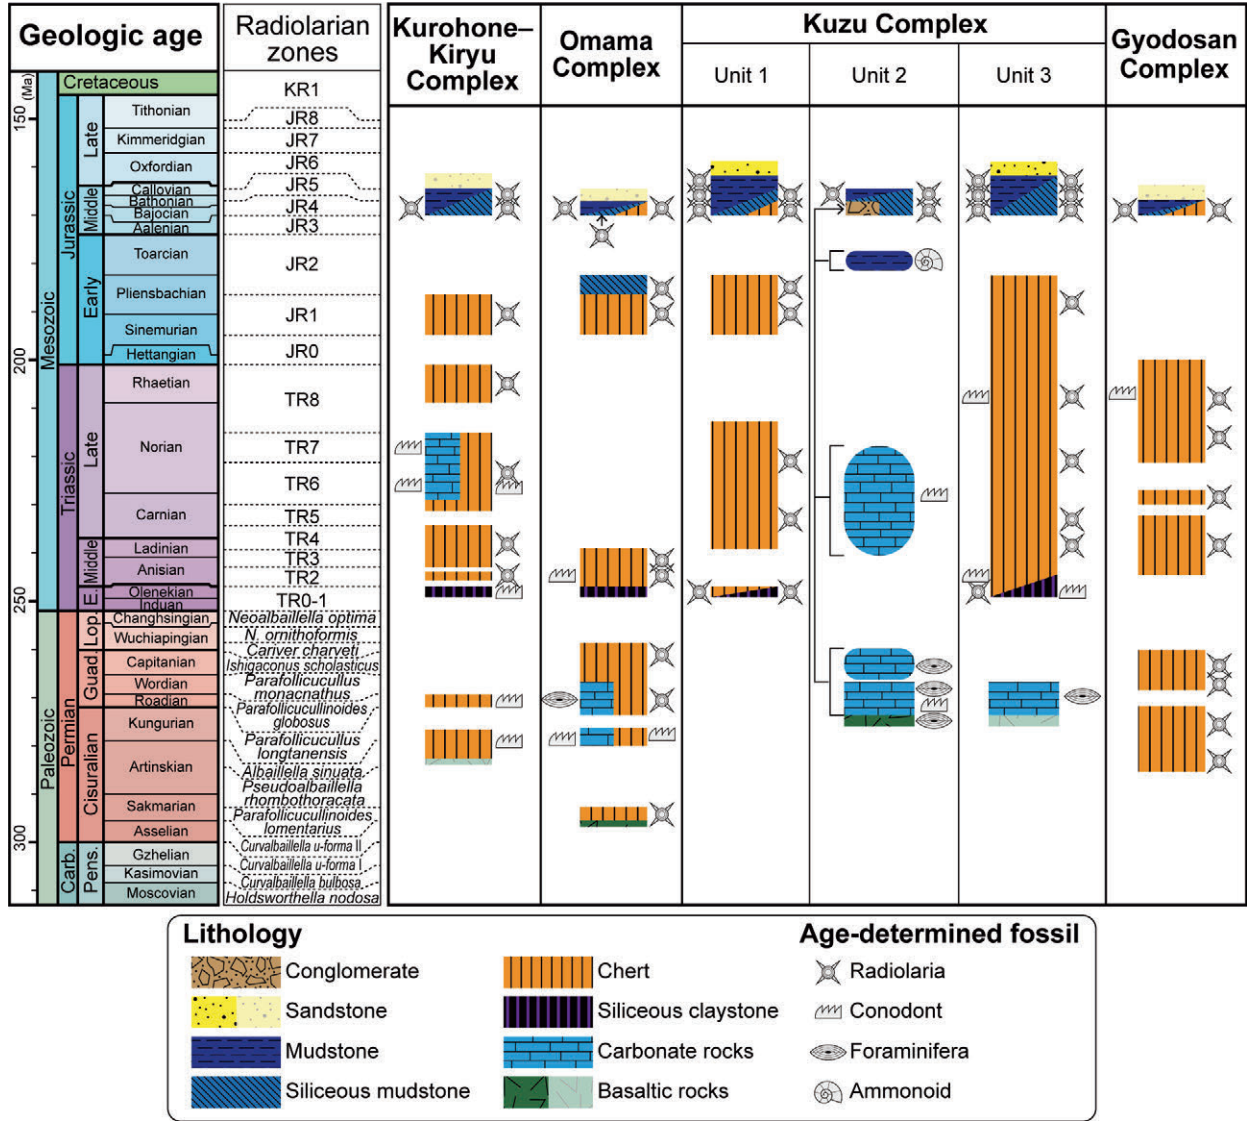 Geologic age
Radiolarian
zones
Kurohone–
Kiryu
Complex
Omama
Complex
Kuzu Complex
Unit 1
Unit 2
Unit 3
Gyodosan
Complex
(Ma)
150
200
250
300
Mesozoic
Paleozoic
Cretaceous
Jurassic
Triassic
Permian
Carb.
Late
Middle
Early
Late
Middle
E.
Lop.
Guad.
Cisuralian
Pens.
Tithonian
Kimmeridgian
Oxfordian
Callovian
Bathonian
Bajocian
Aalenian
Toarcian
Pliensbachian
Sinemurian
Hettangian
Rhaetian
Norian
Carnian
Ladinian
Anisian
Olenekian
Induan
Changhsingian
Wuchiapingian
Capitanian
Wordian
Roadian
Kungurian
Artinskian
Sakmarian
Asselian
Gzhelian
Kasimovian
Moscovian
KR1
JR8
JR7
JR6
JR5
JR4
JR3
JR2
JR1
JR0
TR8
TR7
TR6
TR5
TR4
TR3
TR2
TR0-1
Neoalbaillella optima
N. ornithoformis
Cariver charveti
Ishigaconus scholasticus
Parafollicucullus
monacnathus
Parafollicucullinoides
globosus
Parafollicucullus
longtanensis
Albaillella sinuata
Pseudoalbaillella
rhombothoracata
Parafollicucullinoides
lomentarius
Curvalbaillella u-forma II
Curvalbaillella u-forma I
Curvalbaillella bulbosa
Holdsworthella nodosa
Lithology
Conglomerate
Sandstone
Mudstone
Siliceous mudstone
Chert
Siliceous claystone
Carbonate rocks
Basaltic rocks
Age-determined fossil
Radiolaria
Conodont
Foraminifera
Ammonoid